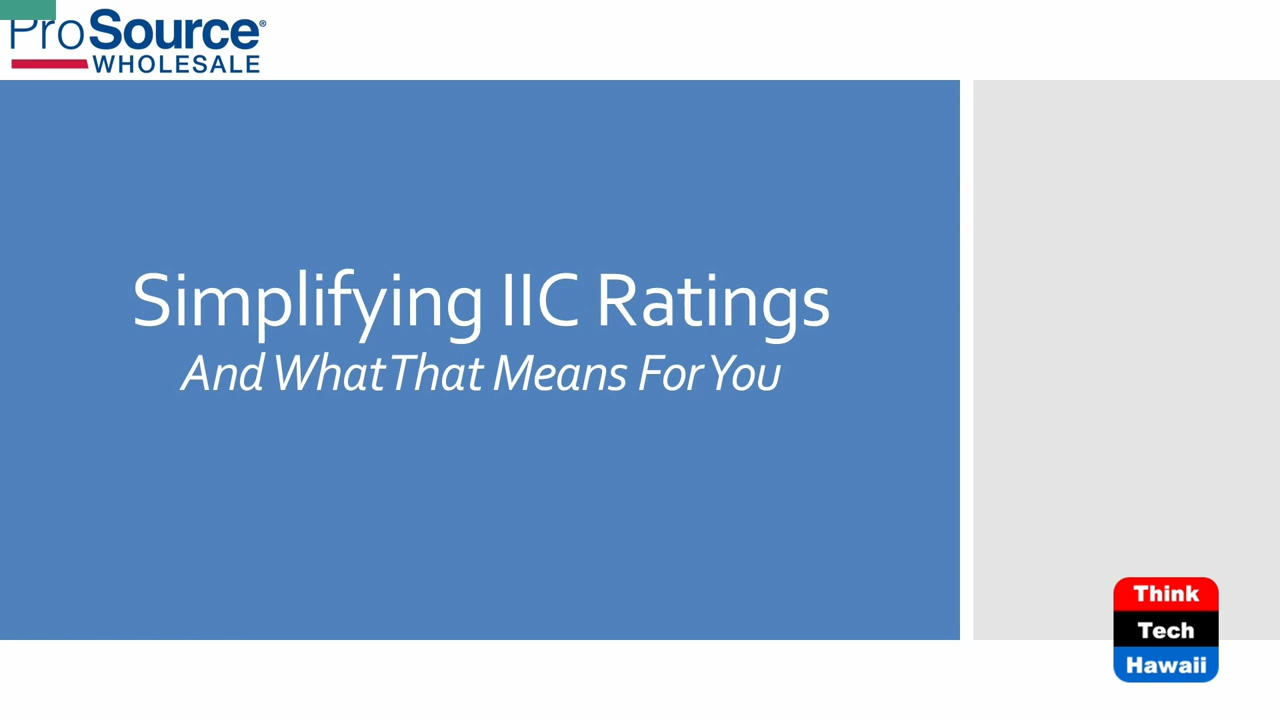 ProSource®
WHOLESALE
Simplifying IIC Ratings
And What That Means For You
Think
Tech
Hawaii